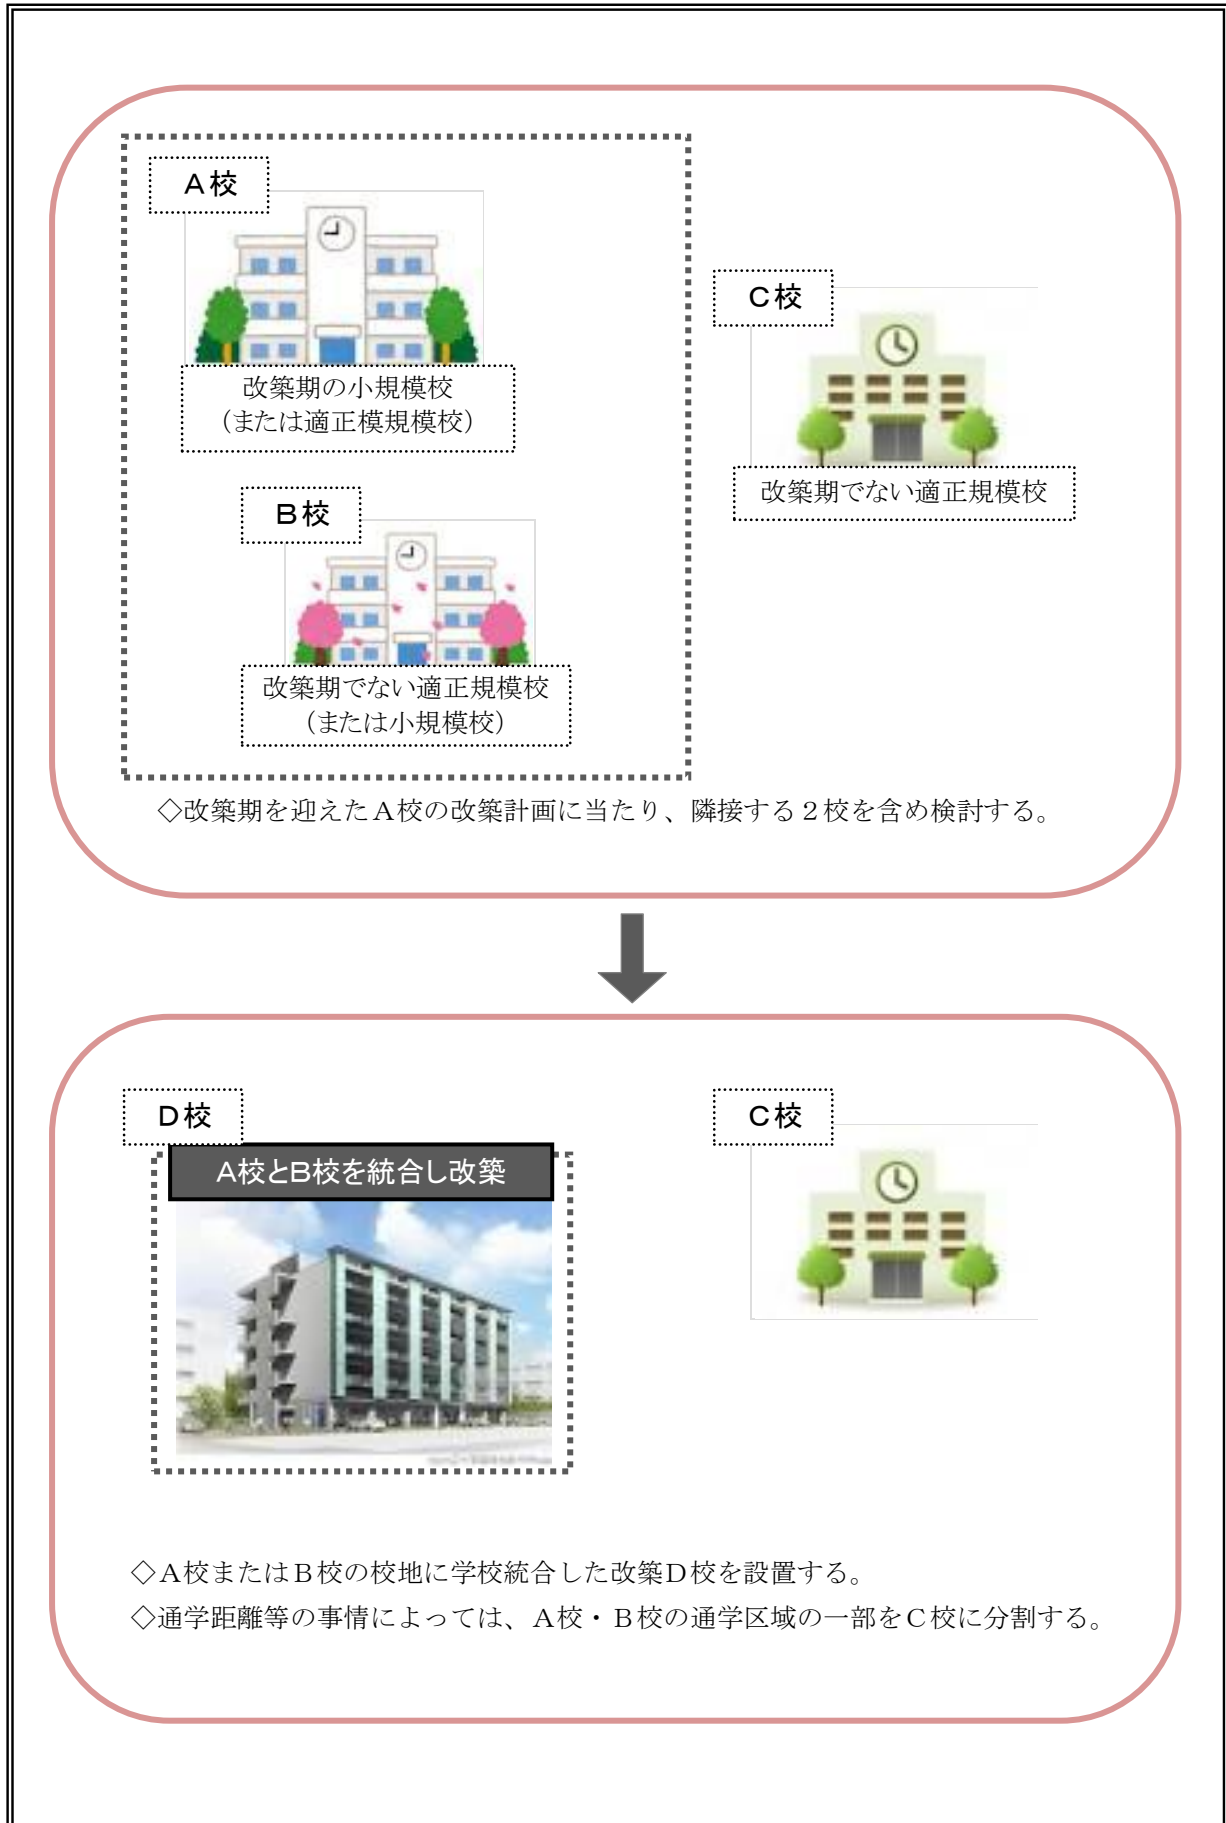 A校
改築期の小規模校
（または適正模規模校）
C校
改築期でない適正規模校
B校
改築期でない適正規模校
（または小規模校）
◇改築期を迎えたA校の改築計画に当たり、隣接する２校を含め検討する。
D校
A校とB校を統合し改築
C校
◇A校またはB校の校地に学校統合した改築D校を設置する。
◇通学距離等の事情によっては、A校・B校の通学区域の一部をC校に分割する。